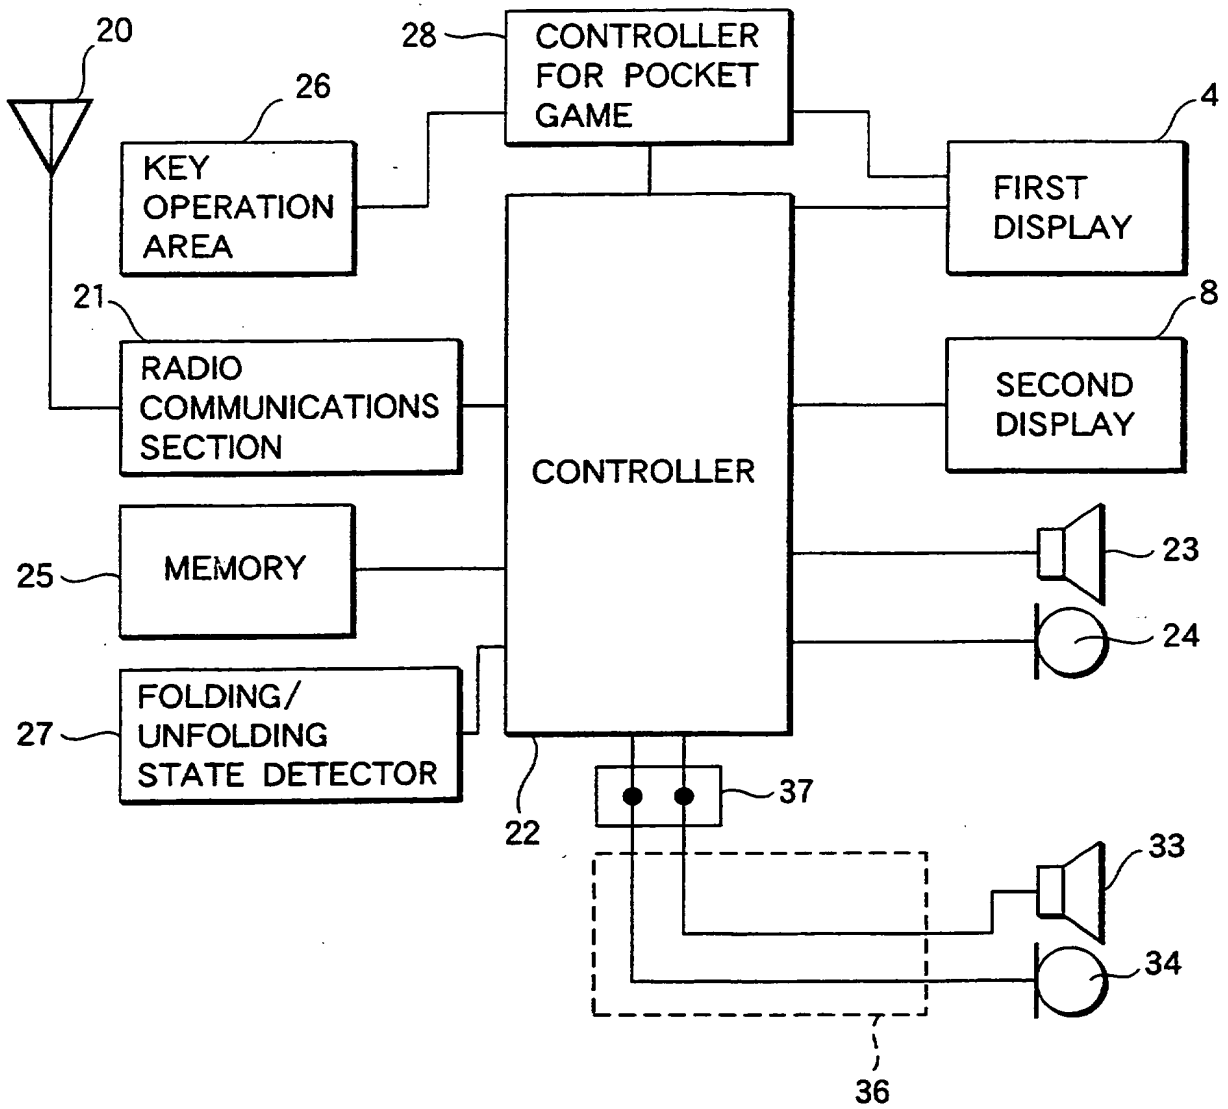 20
28
CONTROLLER
FOR POCKET
GAME
4
26
KEY
OPERATION
AREA
FIRST
DISPLAY
21
8
RADIO
COMMUNICATIONS
SECTION
SECOND
DISPLAY
CONTROLLER
25
MEMORY
23
24
27
FOLDING/
UNFOLDING
STATE DETECTOR
22
37
33
34
36